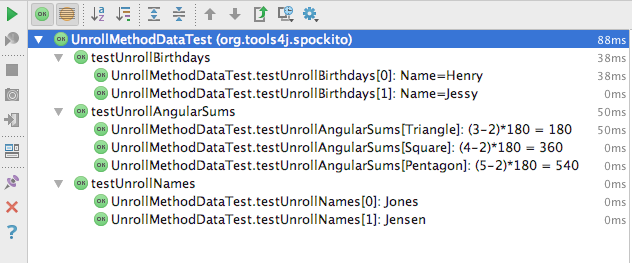 UnrollMethodDataTest (org.tools4j.spockito) 88ms
OK testUnrollBirthdays 38ms
OK UnrollMethodDataTest.testUnrollBirthdays[0]: Name=Henry 38ms
OK UnrollMethodDataTest.testUnrollBirthdays[1]: Name=Jessy 0ms
OK testUnrollAngularSums 50ms
OK UnrollMethodDataTest.testUnrollAngularSums[Triangle]: (3-2)*180 = 180 50ms
OK UnrollMethodDataTest.testUnrollAngularSums[Square]: (4-2)*180 = 360 0ms
OK UnrollMethodDataTest.testUnrollAngularSums[Pentagon]: (5-2)*180 = 540 0ms
OK testUnrollNames 0ms
OK UnrollMethodDataTest.testUnrollNames[0]: Jones 0ms
OK UnrollMethodDataTest.testUnrollNames[1]: Jensen 0ms